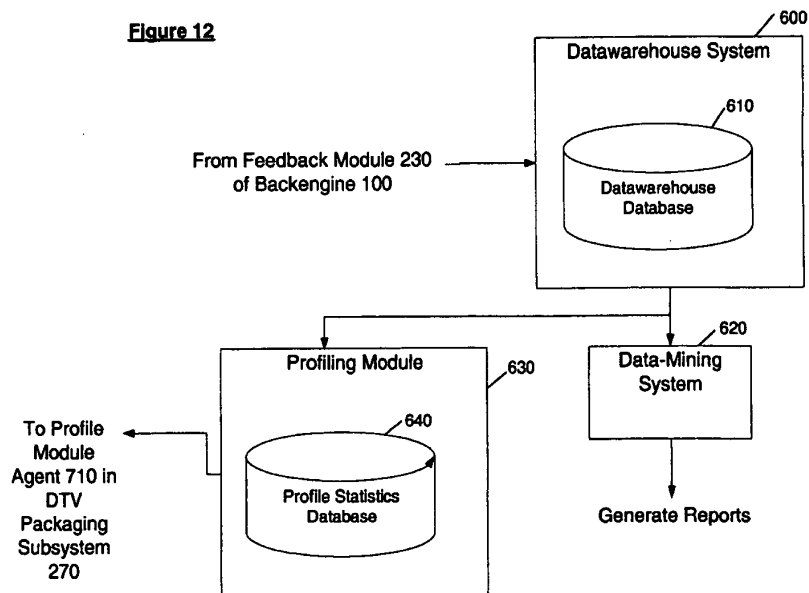 Figure 12
600
Datawarehouse System
610
Datawarehouse
Database
From Feedback Module 230
of Backengine 100
Profiling Module
630
640
Profile Statistics
Database
620
Data-Mining
System
To Profile
Module
Agent 710 in
DTV
Packaging
Subsystem
270
Generate Reports